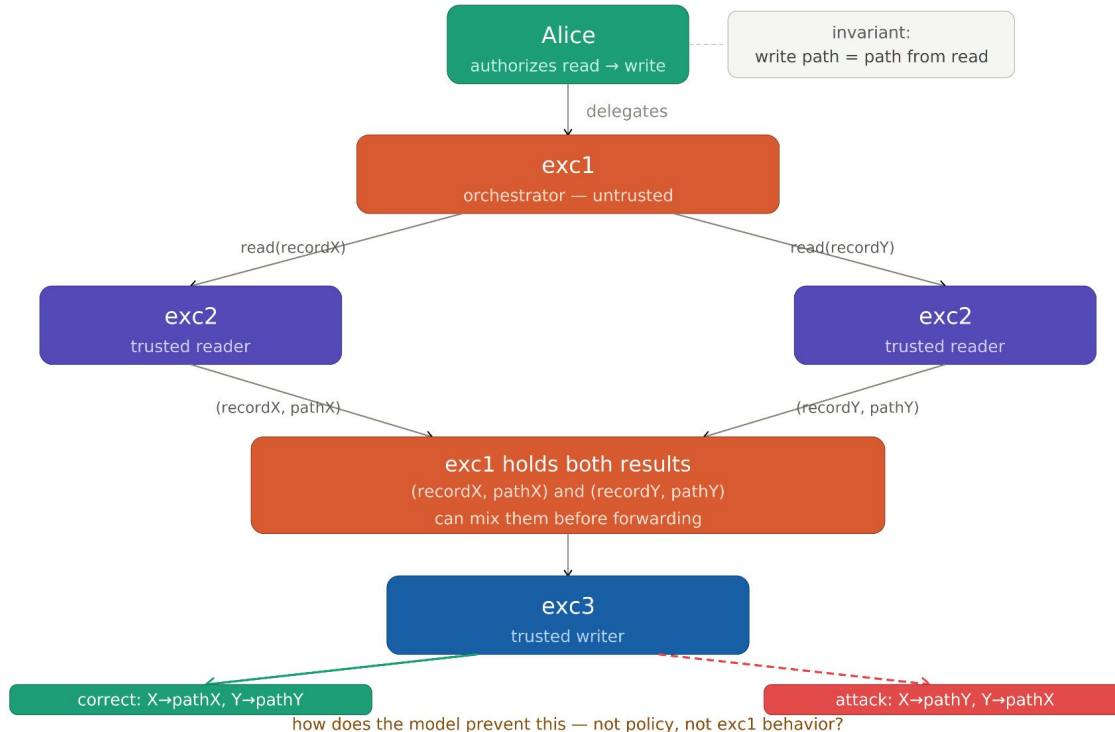 Alice
authorizes read → write
invariant:
write path = path from read
delegates
exc1
orchestrator — untrusted
read(recordX)
read(recordY)
exc2
trusted reader
exc2
trusted reader
(recordX, pathX)
(recordY, pathY)
exc1 holds both results
(recordX, pathX) and (recordY, pathY)
can mix them before forwarding
exc3
trusted writer
correct: X→pathX, Y→pathY
attack: X→pathY, Y→pathX
how does the model prevent this — not policy, not exc1 behavior?